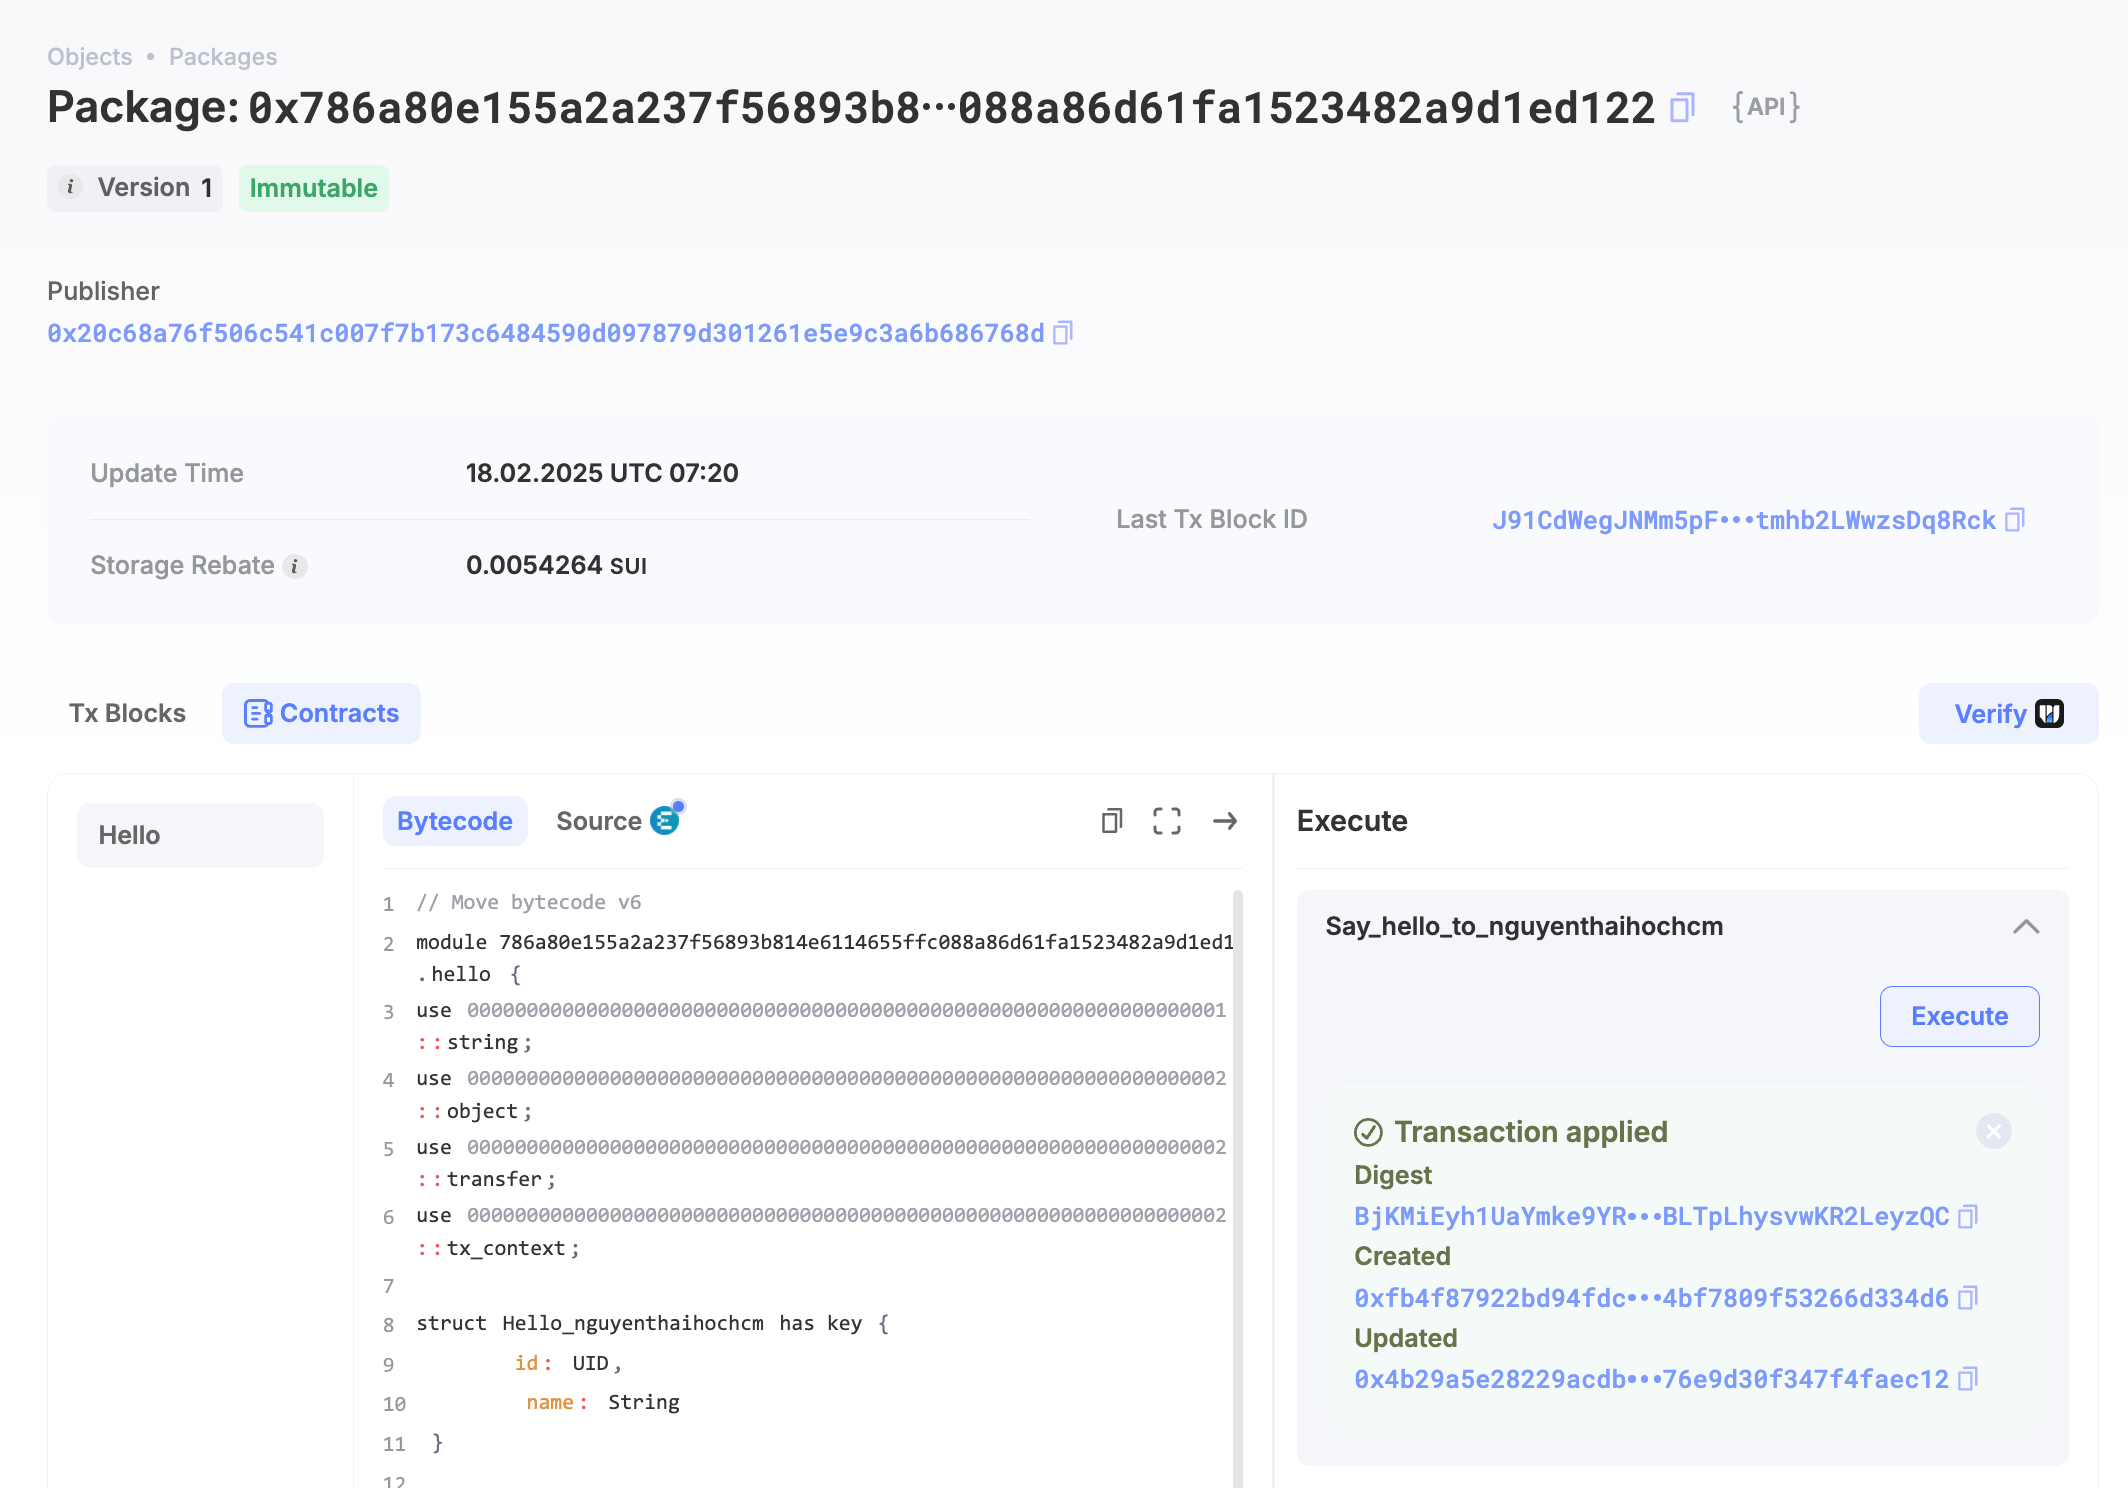 Objects • Packages
Package: 0x786a80e155a2a237f56893b8···088a86d61fa1523482a9d1ed122 {API}
i Version 1 Immutable
Publisher
0x20c68a76f506c541c007f7b173c6484590d097879d301261e5e9c3a6b686768d
Update Time 18.02.2025 UTC 07:20
Last Tx Block ID J91CdWegJNMm5pF•••tmhb2LWwzsDq8Rck
Storage Rebate i 0.0054264 SUI
Tx Blocks Contracts Verify
Hello
Bytecode Source
1 // Move bytecode v6
2 module 786a80e155a2a237f56893b814e6114655ffc088a86d61fa1523482a9d1ed1
.hello {
3 use 0000000000000000000000000000000000000000000000000000000000000001
::string;
4 use 0000000000000000000000000000000000000000000000000000000000000002
::object;
5 use 0000000000000000000000000000000000000000000000000000000000000002
::transfer;
6 use 0000000000000000000000000000000000000000000000000000000000000002
::tx_context;
7
8 struct Hello_nguyenthaihochcm has key {
9 id: UID,
10 name: String
11 }
12
Execute
Say_hello_to_nguyenthaihochcm
Execute
Transaction applied
Digest
BjKMiEyh1UaYmke9YR•••BLTpLhysvwKR2LeyzQC
Created
0xfb4f87922bd94fdc•••4bf7809f53266d334d6
Updated
0x4b29a5e28229acdb•••76e9d30f347f4faec12